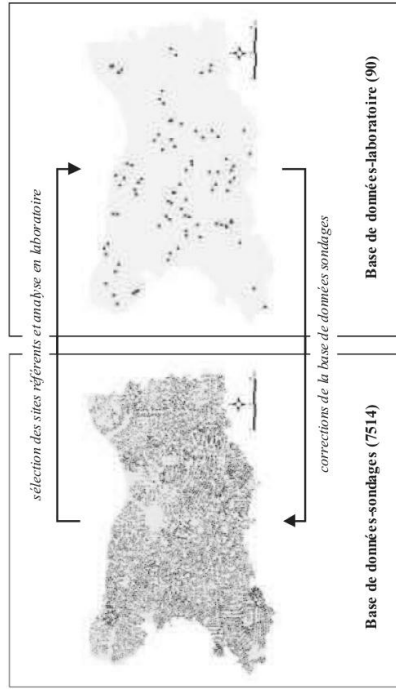 sélection des sites référents et analyse en laboratoire
corrections de la base de données sondages
Base de données-sondages (7514)
Base de données-laboratoire (90)